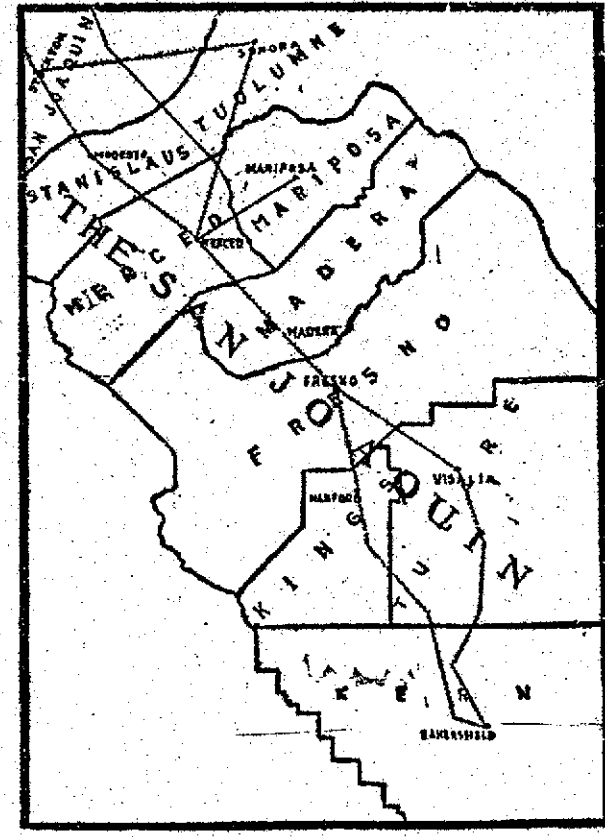 STOCKTON
SAN JOAQUIN
SONORA
TUOLUMNE
MODESTO
STANISLAUS
MARIPOSA
MARIPOSA
THE SAN JOAQUIN
MERCED
MERCED
MADERA
MADERA
FRESNO
FRESNO
VISALIA
HANFORD
KINGS
TULARE
KERN
BAKERSFIELD